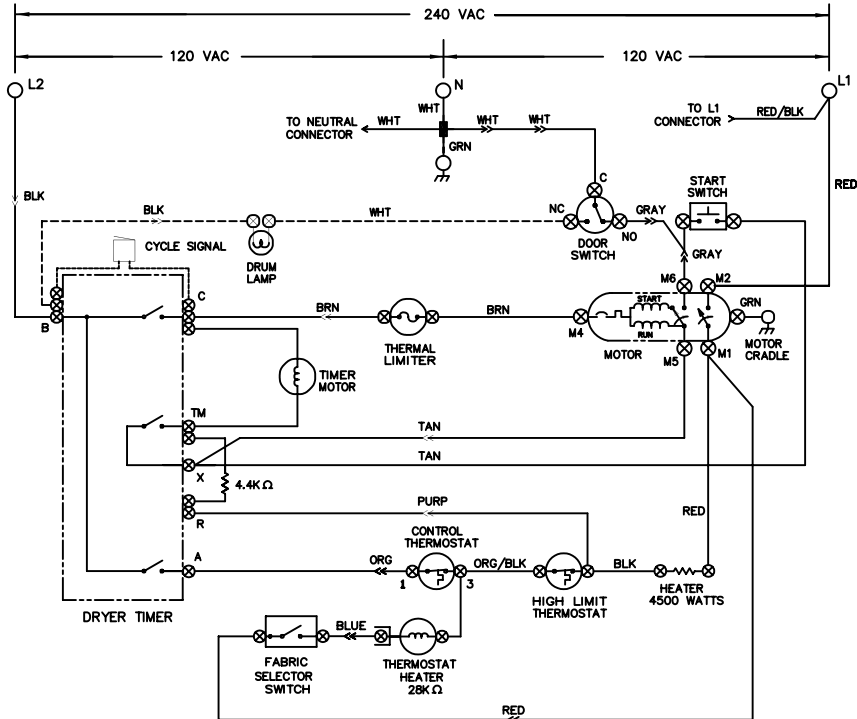 240 VAC
120 VAC
120 VAC
L2
N
L1
WHT
TO NEUTRAL
CONNECTOR
WHT
WHT
WHT
TO L1
CONNECTOR
RED/BLK
GRN
BLK
RED
C
START
SWITCH
BLK
WHT
NC
NO
GRAY
GRAY
DOOR
SWITCH
CYCLE SIGNAL
DRUM
LAMP
M6
M2
B
C
BRN
BRN
M4
START
RUN
GRN
MOTOR
CRADLE
THERMAL
LIMITER
MOTOR
M5
M1
TIMER
MOTOR
TM
TAN
X
TAN
4.4KΩ
R
PURP
RED
CONTROL
THERMOSTAT
A
ORG
ORG/BLK
BLK
1
3
HIGH LIMIT
THERMOSTAT
HEATER
4500 WATTS
DRYER TIMER
BLUE
FABRIC
SELECTOR
SWITCH
THERMOSTAT
HEATER
28KΩ
RED